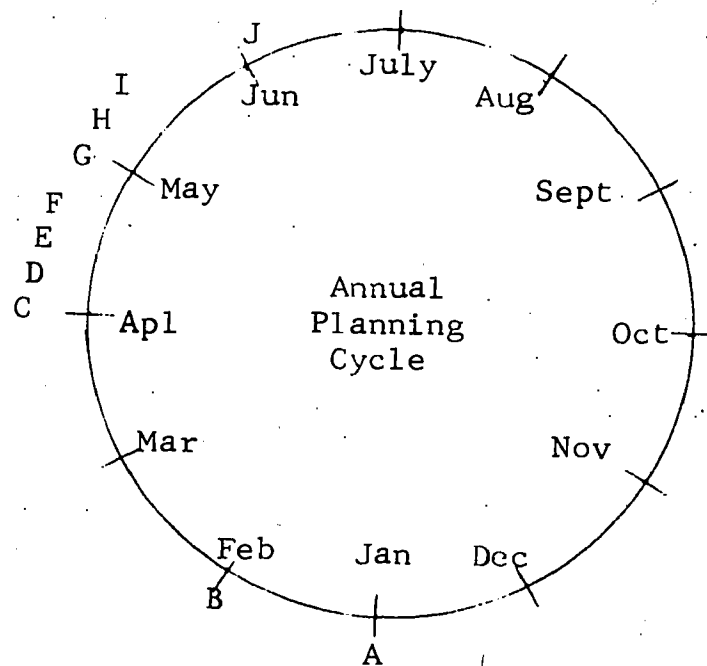 J
July
I
Jun
Aug
H
G
May
Sept
F
E
D
Annual
C
Apl
Planning
Oct
Cycle
Mar
Nov
Feb
Jan
Dec
B
A